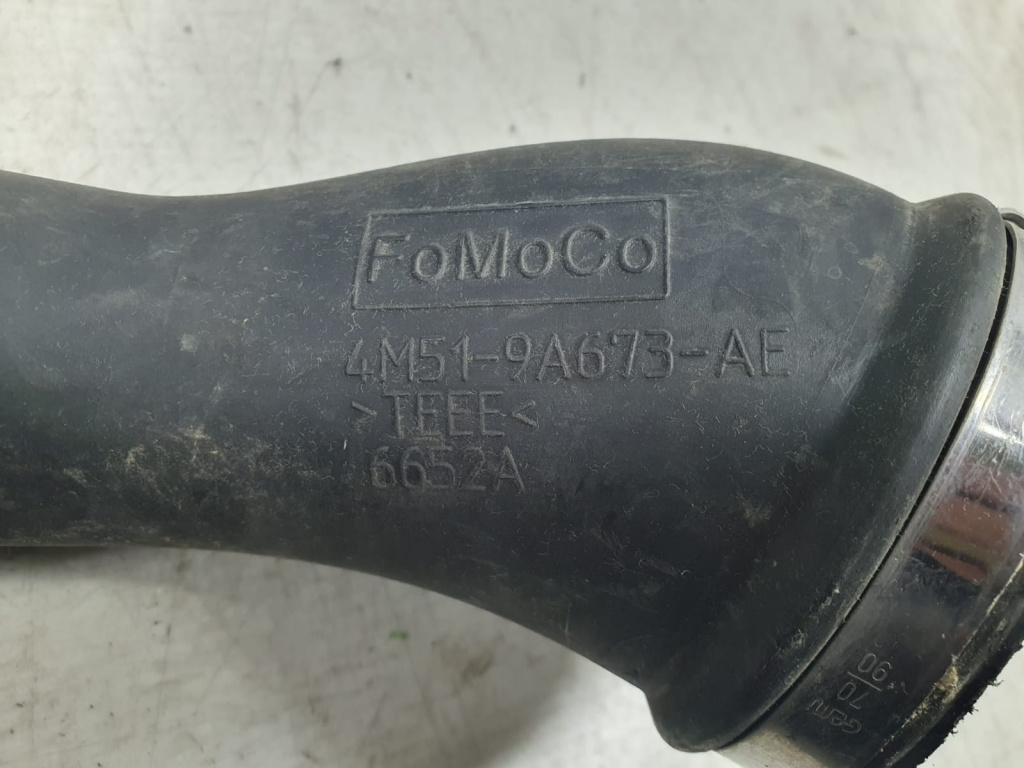 FoMoCo
4M51-9A673-AE
>TEEE<
6652A
70
90